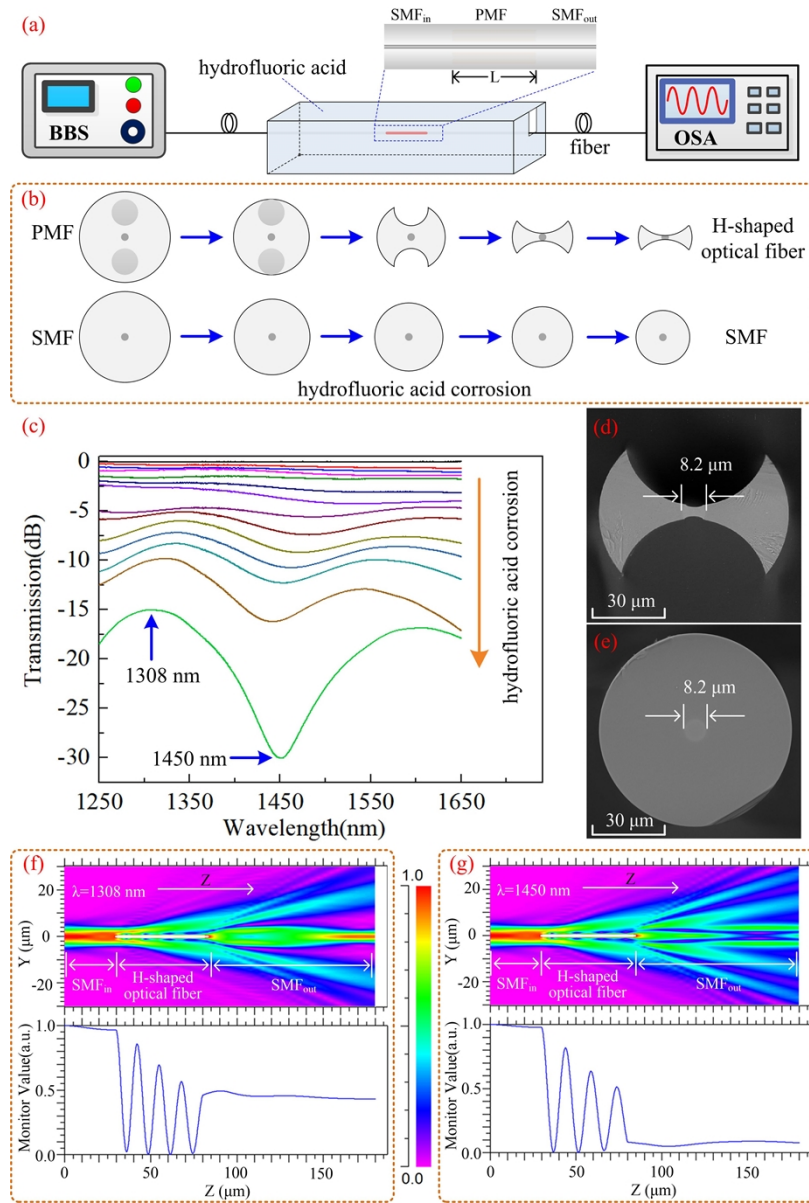 (a)
SMFin PMF SMFout
L
hydrofluoric acid
BBS
fiber
OSA
(b)
PMF
H-shaped
optical fiber
SMF
SMF
hydrofluoric acid corrosion
(c)
0
-5
-10
-15
-20
-25
-30
Transmission(dB)
1308 nm
1450 nm
hydrofluoric acid corrosion
1250 1350 1450 1550 1650
Wavelength(nm)
(d)
8.2 μm
30 μm
(e)
8.2 μm
30 μm
(f)
λ=1308 nm
Z
20
0
-20
Y (μm)
SMFin
H-shaped
optical fiber
SMFout
1.0
0.0
1.0
0.5
0.0
Monitor Value(a.u.)
0 50 100 150
Z (μm)
(g)
λ=1450 nm
Z
20
0
-20
Y (μm)
SMFin
H-shaped
optical fiber
SMFout
1.0
0.5
0.0
Monitor Value(a.u.)
0 50 100 150
Z (μm)